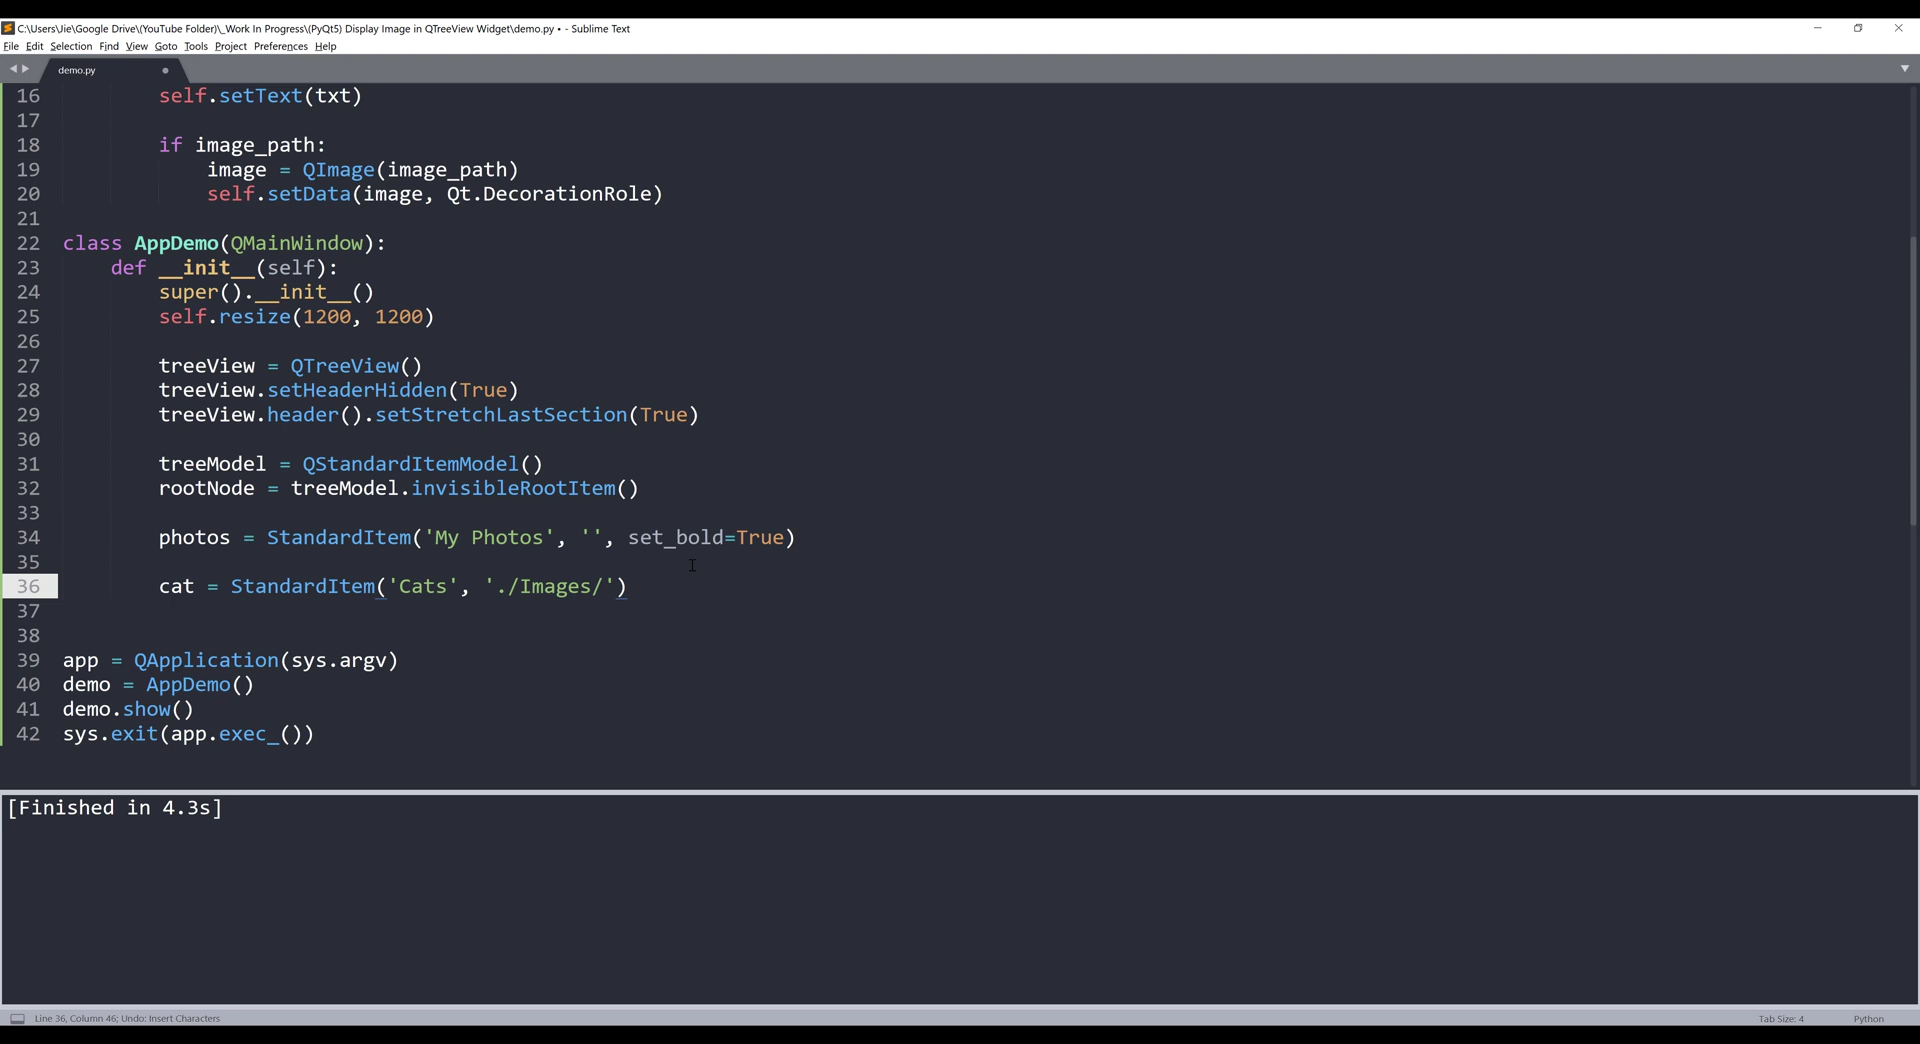 C:\Users\Jie\Google Drive\(YouTube Folder)\_Work In Progress\(PyQt5) Display Image in QTreeView Widget\demo.py • - Sublime Text
File Edit Selection Find View Goto Tools Project Preferences Help
demo.py
16 self.setText(txt)
17
18 if image_path:
19 image = QImage(image_path)
20 self.setData(image, Qt.DecorationRole)
21
22 class AppDemo(QMainWindow):
23 def __init__(self):
24 super().__init__()
25 self.resize(1200, 1200)
26
27 treeView = QTreeView()
28 treeView.setHeaderHidden(True)
29 treeView.header().setStretchLastSection(True)
30
31 treeModel = QStandardItemModel()
32 rootNode = treeModel.invisibleRootItem()
33
34 photos = StandardItem('My Photos', '', set_bold=True)
35
36 cat = StandardItem('Cats', './Images/')
37
38
39 app = QApplication(sys.argv)
40 demo = AppDemo()
41 demo.show()
42 sys.exit(app.exec_())
[Finished in 4.3s]
Line 36, Column 46; Undo: Insert Characters Tab Size: 4 Python